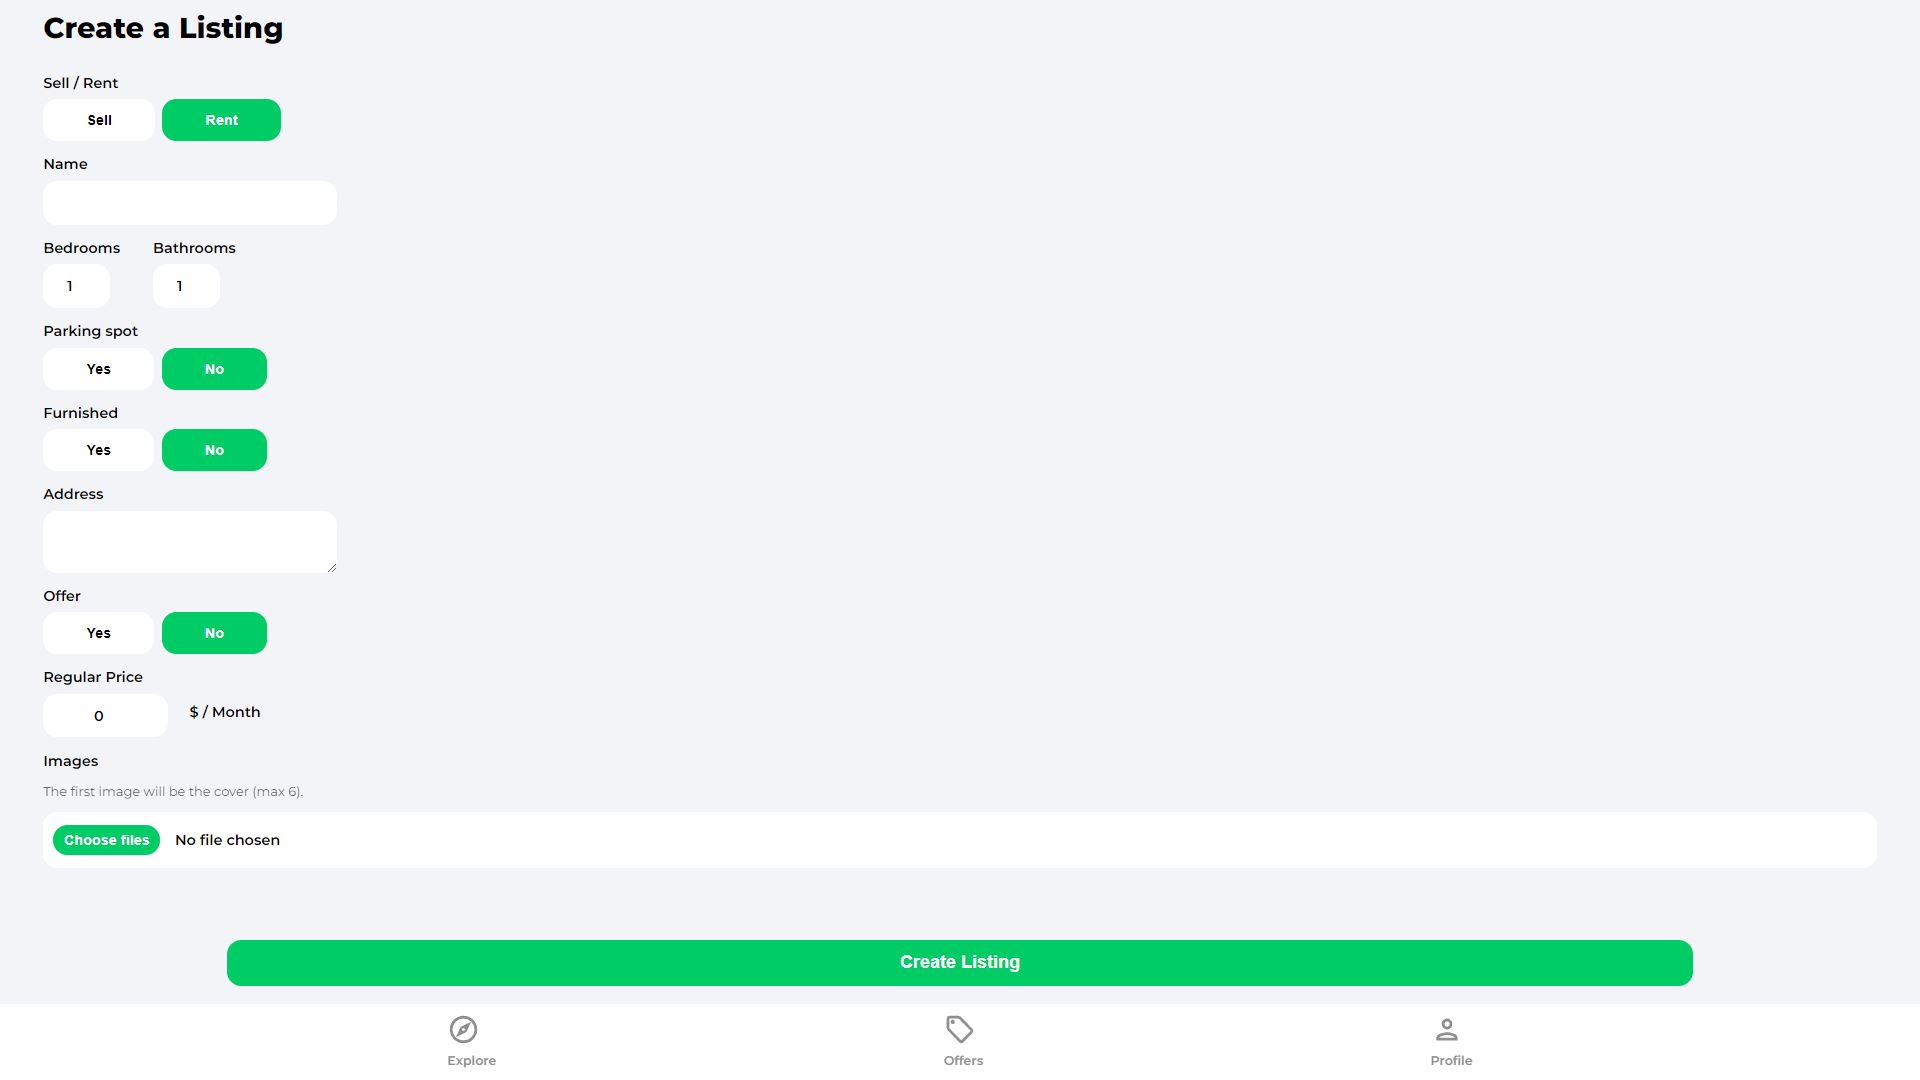 Create a Listing
Sell / Rent
Sell Rent
Name
Bedrooms Bathrooms
1 1
Parking spot
Yes No
Furnished
Yes No
Address
Offer
Yes No
Regular Price
0 $ / Month
Images
The first image will be the cover (max 6).
Choose files No file chosen
Create Listing
Explore Offers Profile